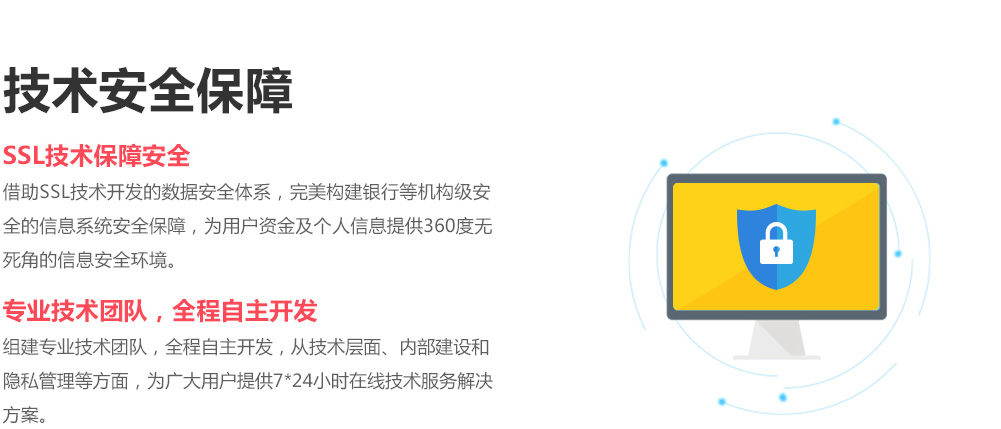 技术安全保障
SSL技术保障安全
借助SSL技术开发的数据安全体系，完美构建银行等机构级安
全的信息系统安全保障，为用户资金及个人信息提供360度无
死角的信息安全环境。
专业技术团队，全程自主开发
组建专业技术团队，全程自主开发，从技术层面、内部建设和
隐私管理等方面，为广大用户提供7*24小时在线技术服务解决
方案。